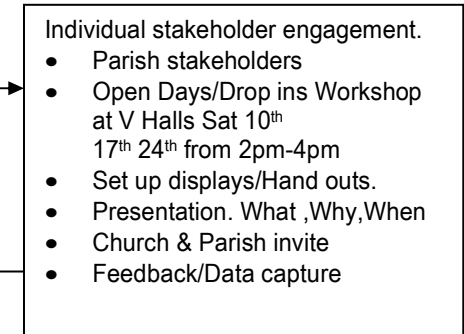 Individual stakeholder engagement.
• Parish stakeholders
• Open Days/Drop ins Workshop
at V Halls Sat 10th
17th 24th from 2pm-4pm
• Set up displays/Hand outs.
• Presentation. What ,Why,When
• Church & Parish invite
• Feedback/Data capture